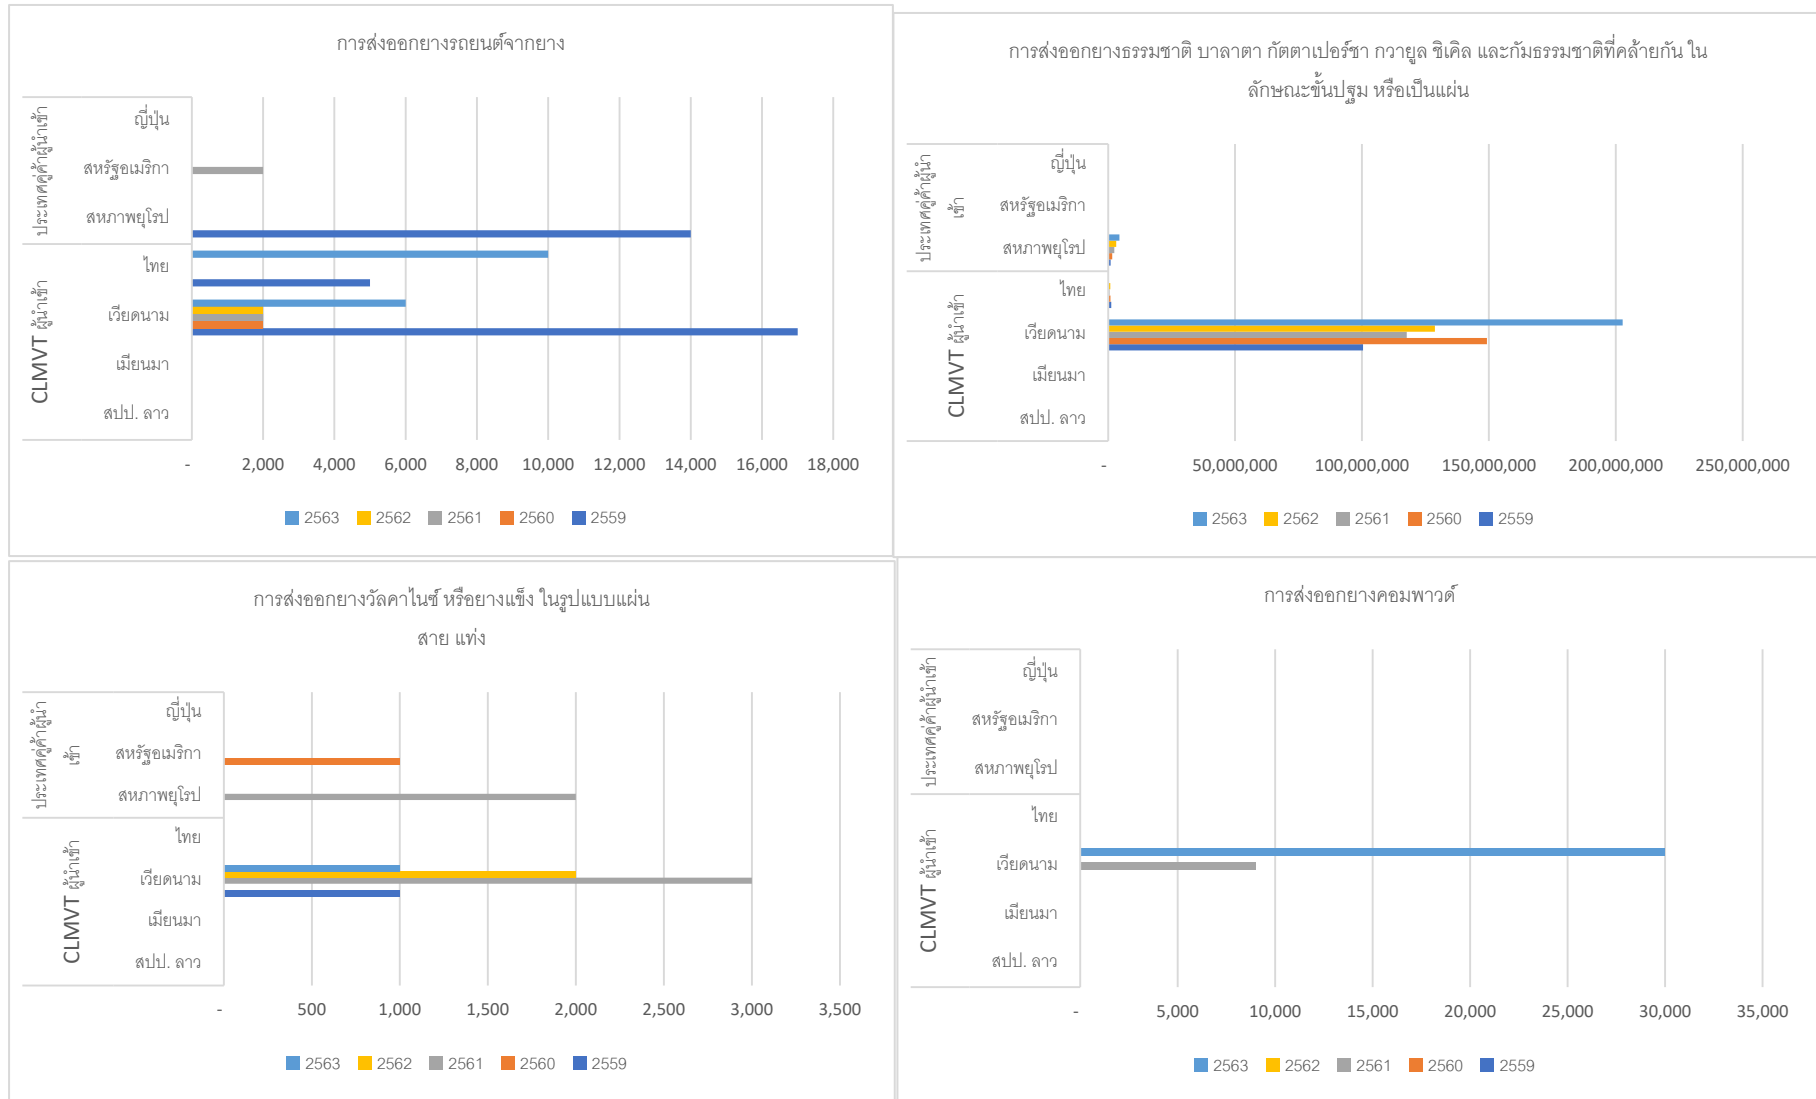 การส่งออกยางรถยนต์จากยาง
ประเทศคู่ค้าผู้นำเข้า
ญี่ปุ่น
สหรัฐอเมริกา
สหภาพยุโรป
CLMVT ผู้นำเข้า
ไทย
เวียดนาม
เมียนมา
สปป. ลาว
- 2,000 4,000 6,000 8,000 10,000 12,000 14,000 16,000 18,000
2563 2562 2561 2560 2559
การส่งออกยางธรรมชาติ บาลาตา กัตตาเปอร์ชา กวายูล ชิเคิล และกัมธรรมชาติที่คล้ายกัน ใน
ลักษณะขั้นปฐม หรือเป็นแผ่น
ประเทศคู่ค้าผู้นำ
เข้า
ญี่ปุ่น
สหรัฐอเมริกา
สหภาพยุโรป
CLMVT ผู้นำเข้า
ไทย
เวียดนาม
เมียนมา
สปป. ลาว
- 50,000,000 100,000,000 150,000,000 200,000,000 250,000,000
2563 2562 2561 2560 2559
การส่งออกยางวัลคาไนซ์ หรือยางแข็ง ในรูปแบบแผ่น
สาย แท่ง
ประเทศคู่ค้าผู้นำ
เข้า
ญี่ปุ่น
สหรัฐอเมริกา
สหภาพยุโรป
CLMVT ผู้นำเข้า
ไทย
เวียดนาม
เมียนมา
สปป. ลาว
- 500 1,000 1,500 2,000 2,500 3,000 3,500
2563 2562 2561 2560 2559
การส่งออกยางคอมพาวด์
ประเทศคู่ค้าผู้นำเข้า
ญี่ปุ่น
สหรัฐอเมริกา
สหภาพยุโรป
CLMVT ผู้นำเข้า
ไทย
เวียดนาม
เมียนมา
สปป. ลาว
- 5,000 10,000 15,000 20,000 25,000 30,000 35,000
2563 2562 2561 2560 2559